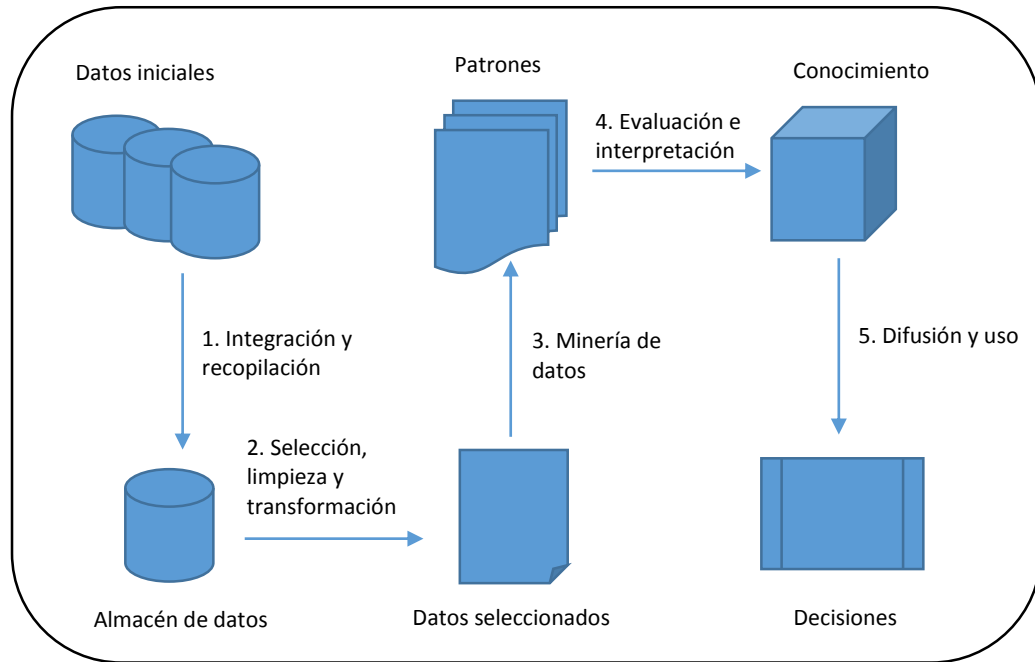 Datos iniciales
Patrones
Conocimiento
4. Evaluación e
interpretación
1. Integración y
recopilación
3. Minería de
datos
5. Difusión y uso
2. Selección,
limpieza y
transformación
Almacén de datos
Datos seleccionados
Decisiones